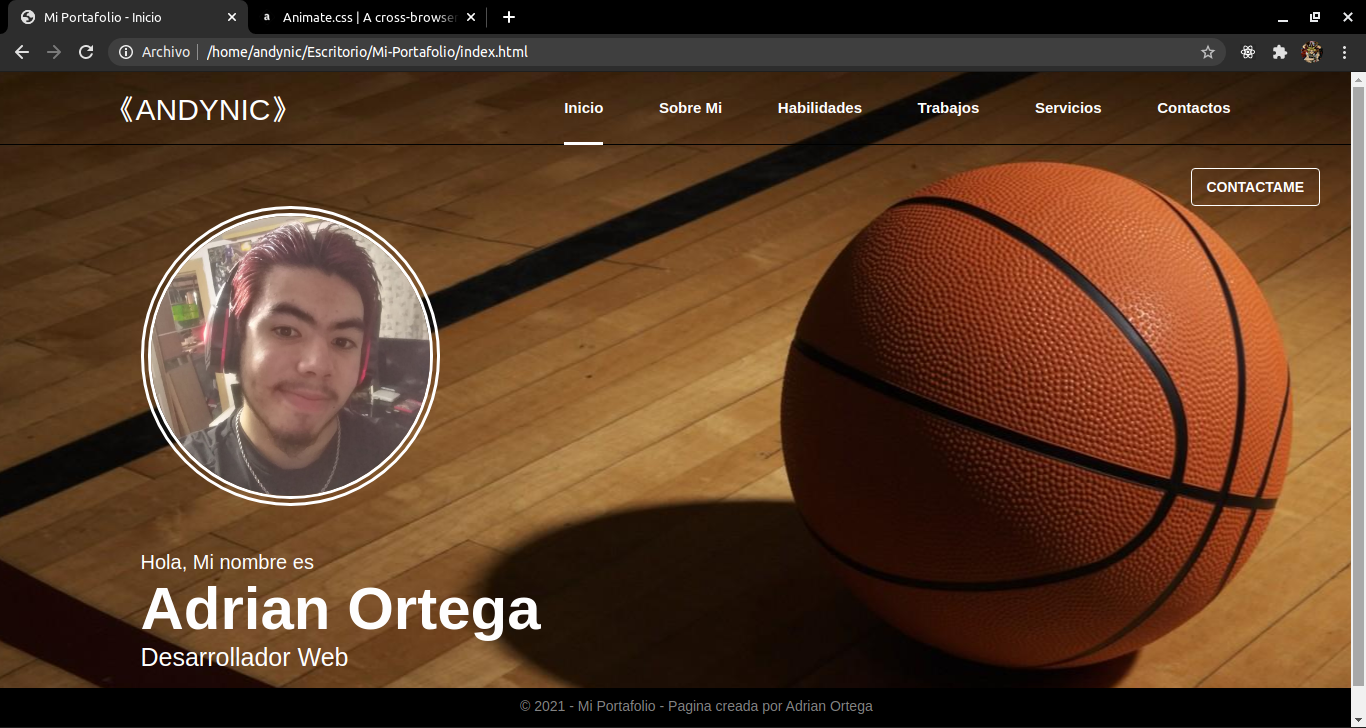 Mi Portafolio - Inicio
a Animate.css | A cross-browser
Archivo | /home/andynic/Escritorio/Mi-Portafolio/index.html
《ANDYNIC》 Inicio Sobre Mi Habilidades Trabajos Servicios Contactos
CONTACTAME
Hola, Mi nombre es
Adrian Ortega
Desarrollador Web
© 2021 - Mi Portafolio - Pagina creada por Adrian Ortega